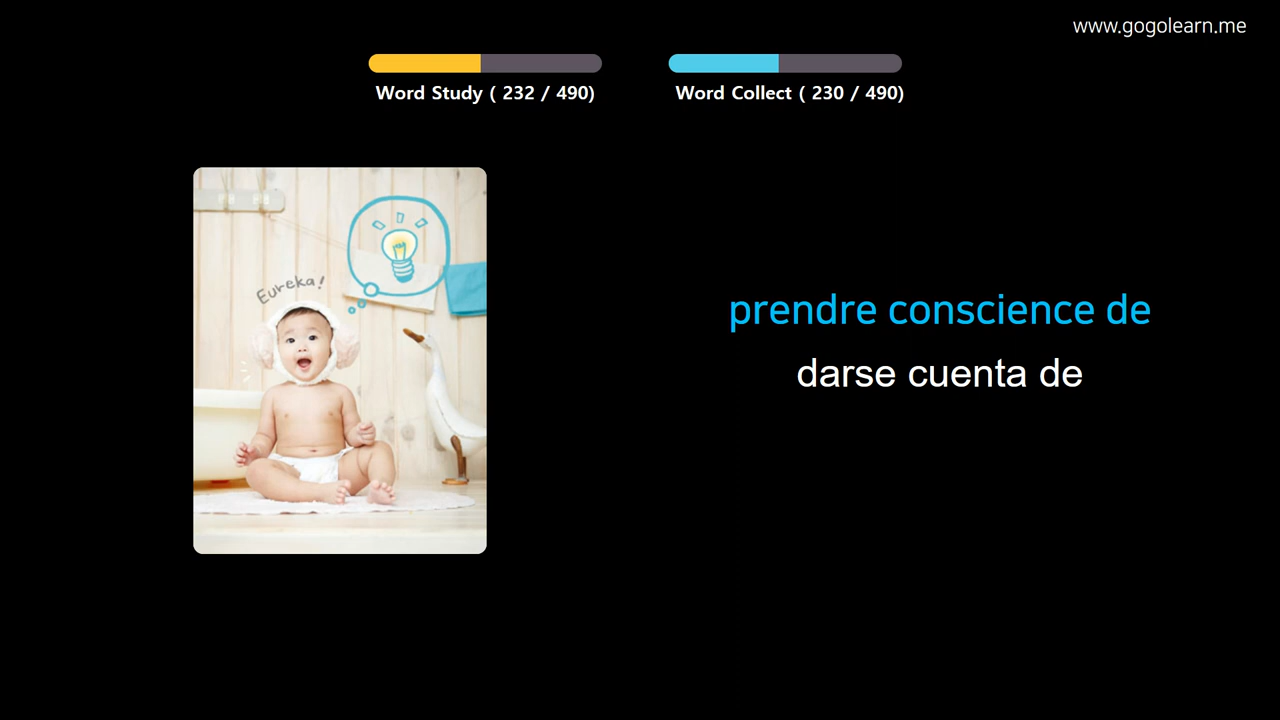 www.gogolearn.me
Word Study ( 232 / 490)
Word Collect ( 230 / 490)
Eureka!
prendre conscience de
darse cuenta de